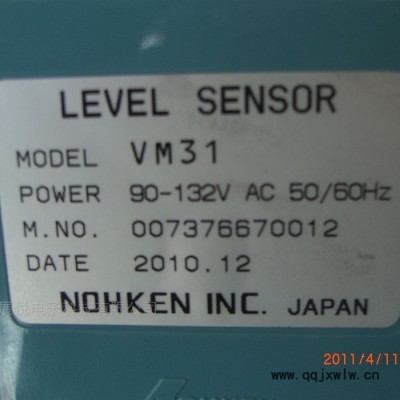 LEVEL SENSOR
MODEL VM31
POWER 90-132V AC 50/60Hz
M.NO. 007376670012
DATE 2010.12
NOHKEN INC. JAPAN
2011/4/11
www.qqjxwlw.cn